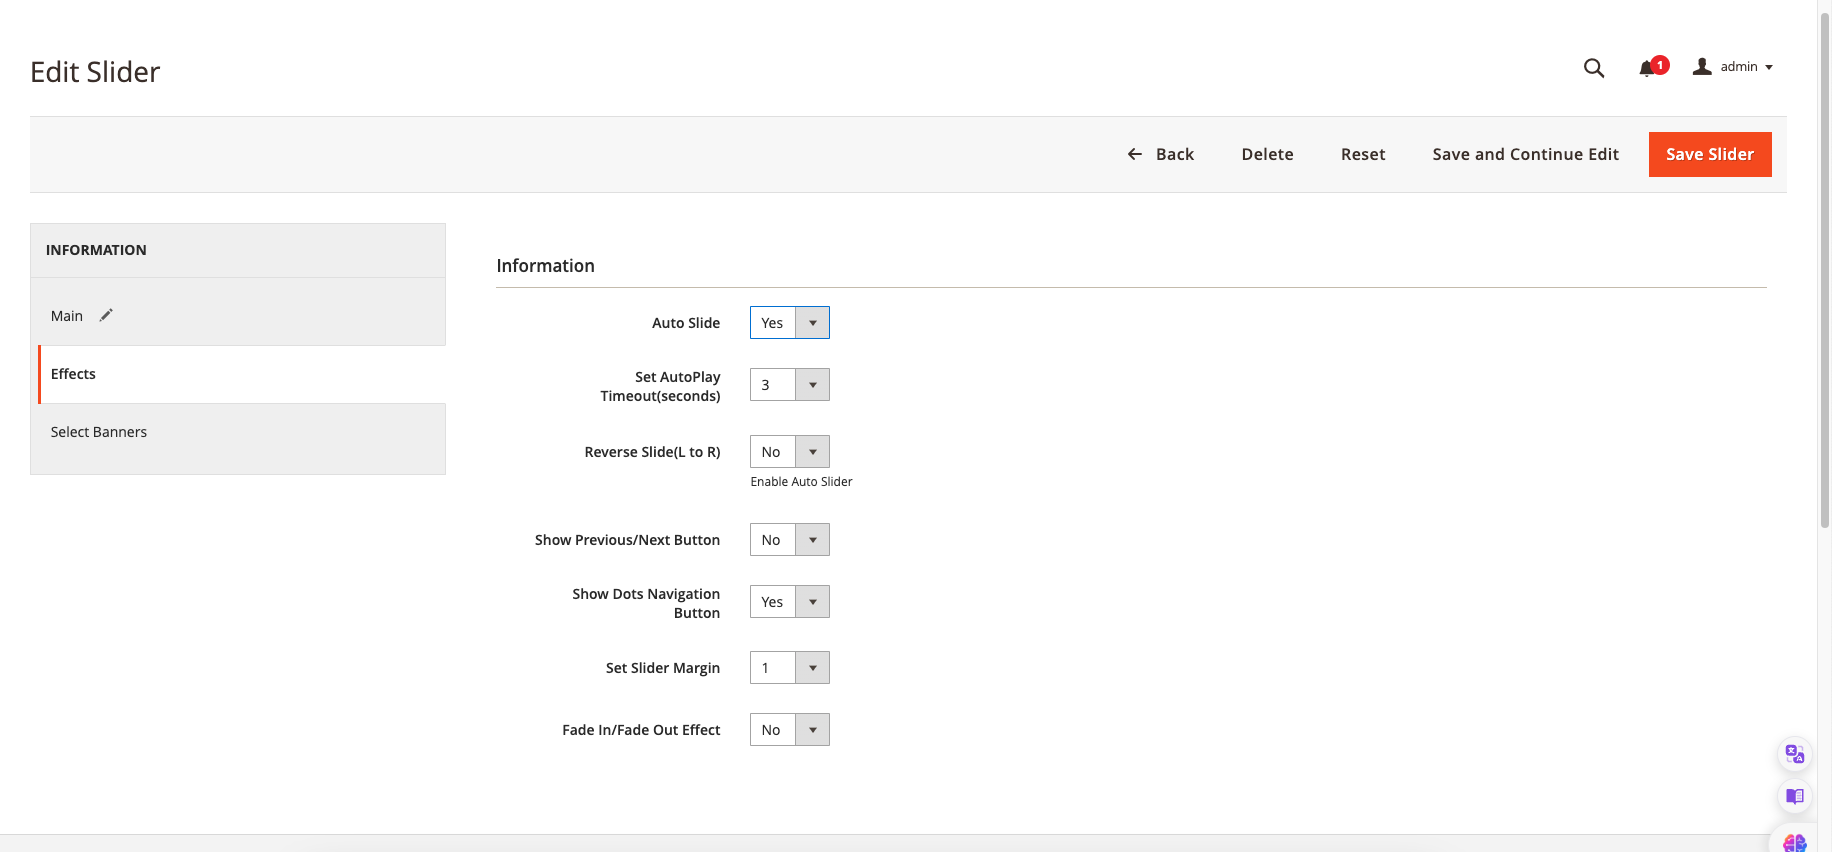 Edit Slider
1
admin
Back
Delete
Reset
Save and Continue Edit
Save Slider
INFORMATION
Main
Effects
Select Banners
Information
Auto Slide
Yes
Set AutoPlay
Timeout(seconds)
3
Reverse Slide(L to R)
No
Enable Auto Slider
Show Previous/Next Button
No
Show Dots Navigation
Button
Yes
Set Slider Margin
1
Fade In/Fade Out Effect
No